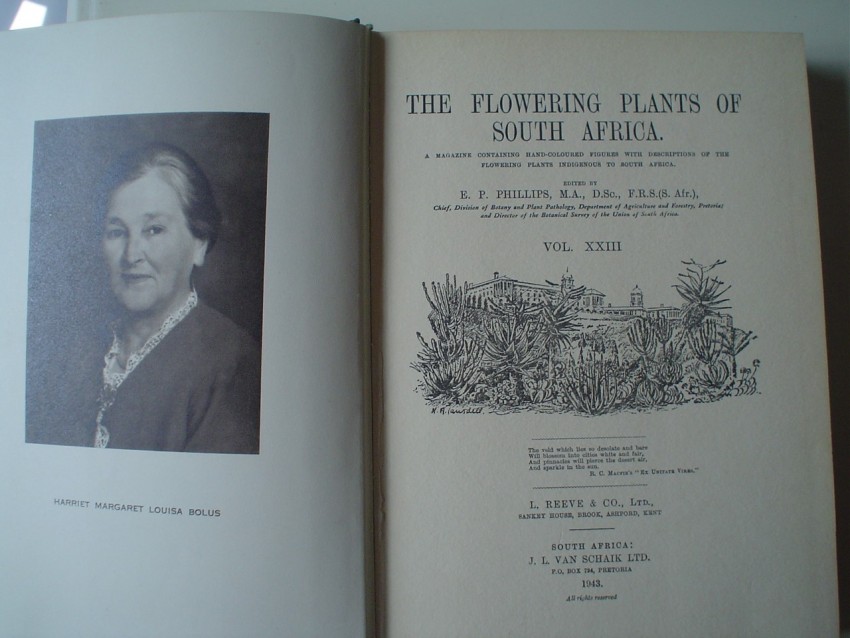 HARRIET MARGARET LOUISA BOLUS
THE FLOWERING PLANTS OF
SOUTH AFRICA.
A MAGAZINE CONTAINING HAND-COLOURED FIGURES WITH DESCRIPTIONS OF THE
FLOWERING PLANTS INDIGENOUS TO SOUTH AFRICA.
EDITED BY
E. P. PHILLIPS, M.A., D.Sc., F.R.S.(S. Afr.),
Chief, Division of Botany and Plant Pathology, Department of Agriculture and Forestry, Pretoria;
and Director of the Botanical Survey of the Union of South Africa.
VOL. XXIII
The veld which lies so desolate and bare
Will blossom into cities white and fair,
And pinnacles will pierce the desert air,
And sparkle in the sun.
R. C. Macfie's "Ex Unitate Vires."
L. REEVE & CO., LTD.,
SANKEY HOUSE, BROOK, ASHFORD, KENT
SOUTH AFRICA:
J. L. VAN SCHAIK LTD.
P.O. BOX 724, PRETORIA
1943.
All rights reserved